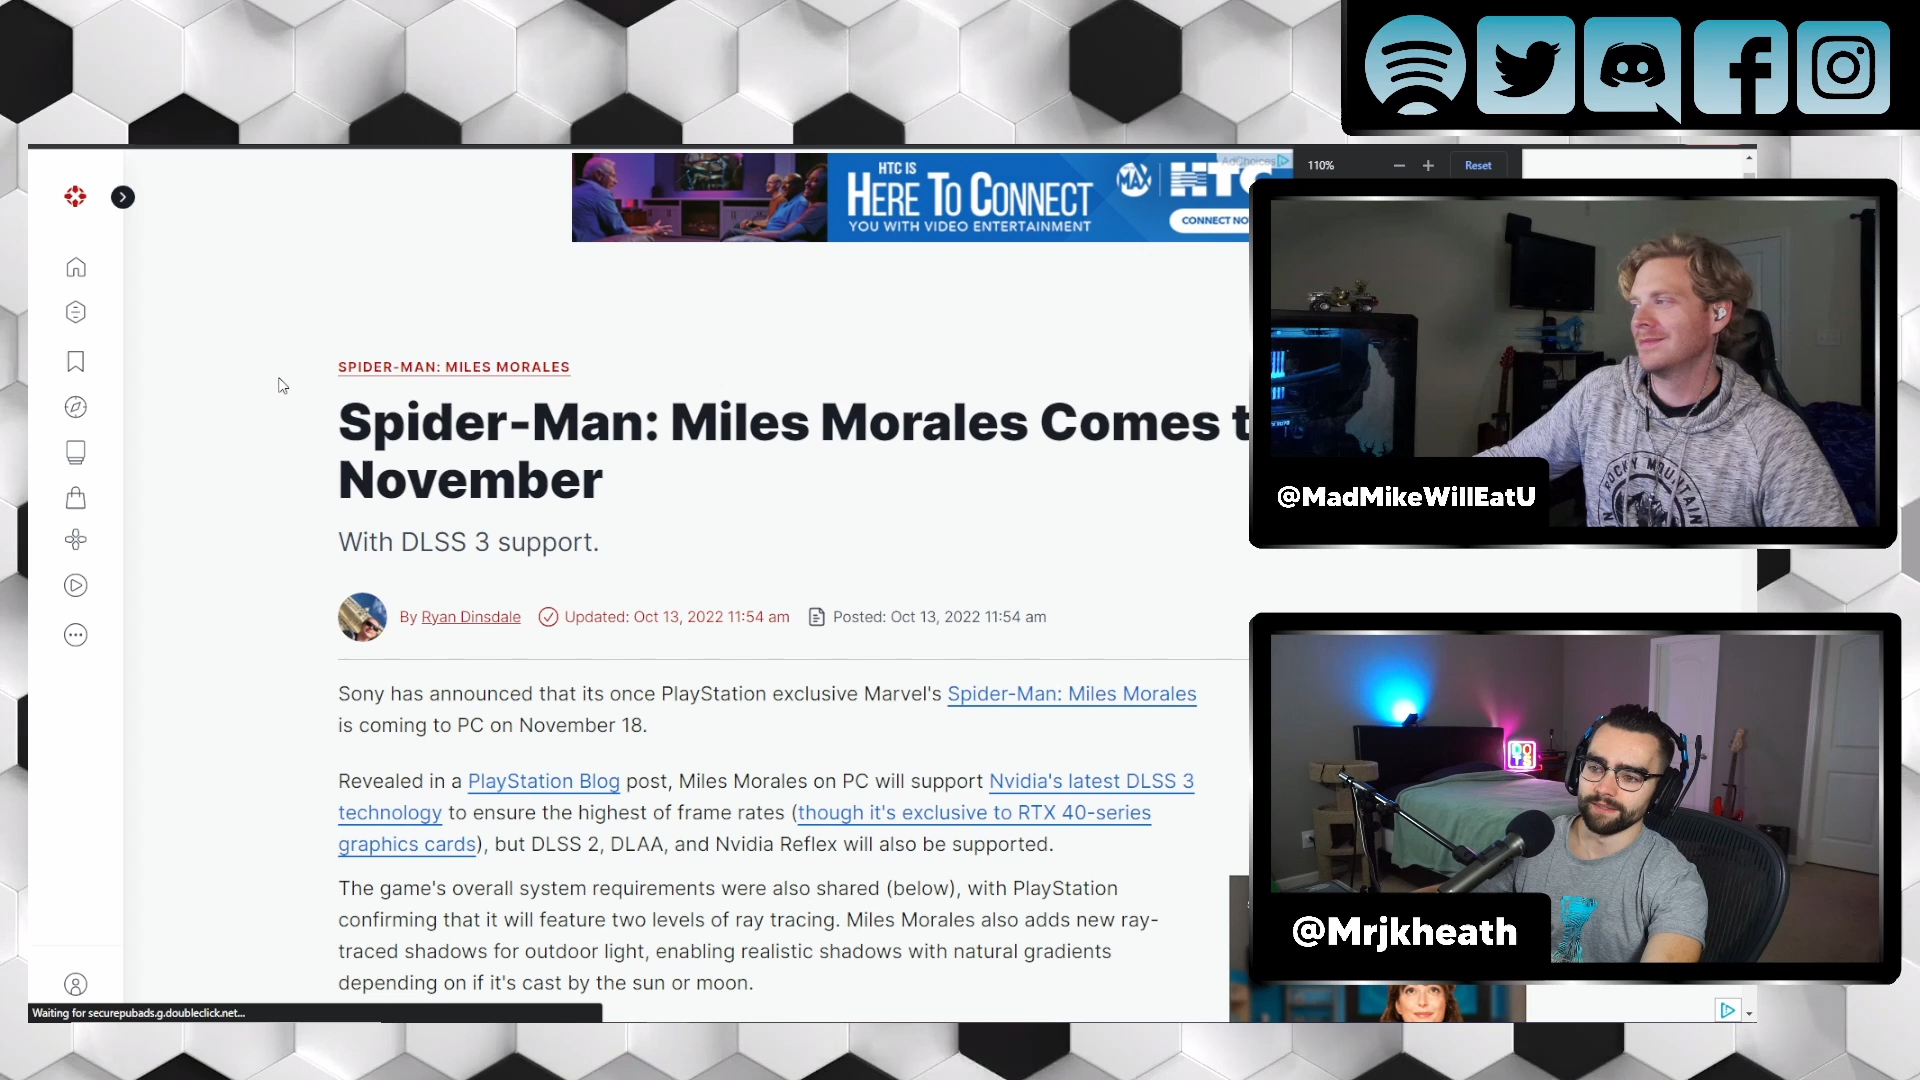 AdChoices
HTC IS
HERE TO CONNECT
YOU WITH VIDEO ENTERTAINMENT
MAX
HTC
CONNECT
110%
Reset
SPIDER-MAN: MILES MORALES
Spider-Man: Miles Morales Comes
November
With DLSS 3 support.
By Ryan Dinsdale
Updated: Oct 13, 2022 11:54 am
Posted: Oct 13, 2022 11:54 am
Sony has announced that its once PlayStation exclusive Marvel's Spider-Man: Miles Morales
is coming to PC on November 18.
Revealed in a PlayStation Blog post, Miles Morales on PC will support Nvidia's latest DLSS 3
technology to ensure the highest of frame rates (though it's exclusive to RTX 40-series
graphics cards), but DLSS 2, DLAA, and Nvidia Reflex will also be supported.
The game's overall system requirements were also shared (below), with PlayStation
confirming that it will feature two levels of ray tracing. Miles Morales also adds new ray-
traced shadows for outdoor light, enabling realistic shadows with natural gradients
depending on if it's cast by the sun or moon.
Waiting for securepubads.g.doubleclick.net...
ROCKY MOUNTAIN
@MadMikeWillEatU
DO
TS
@Mrjkheath